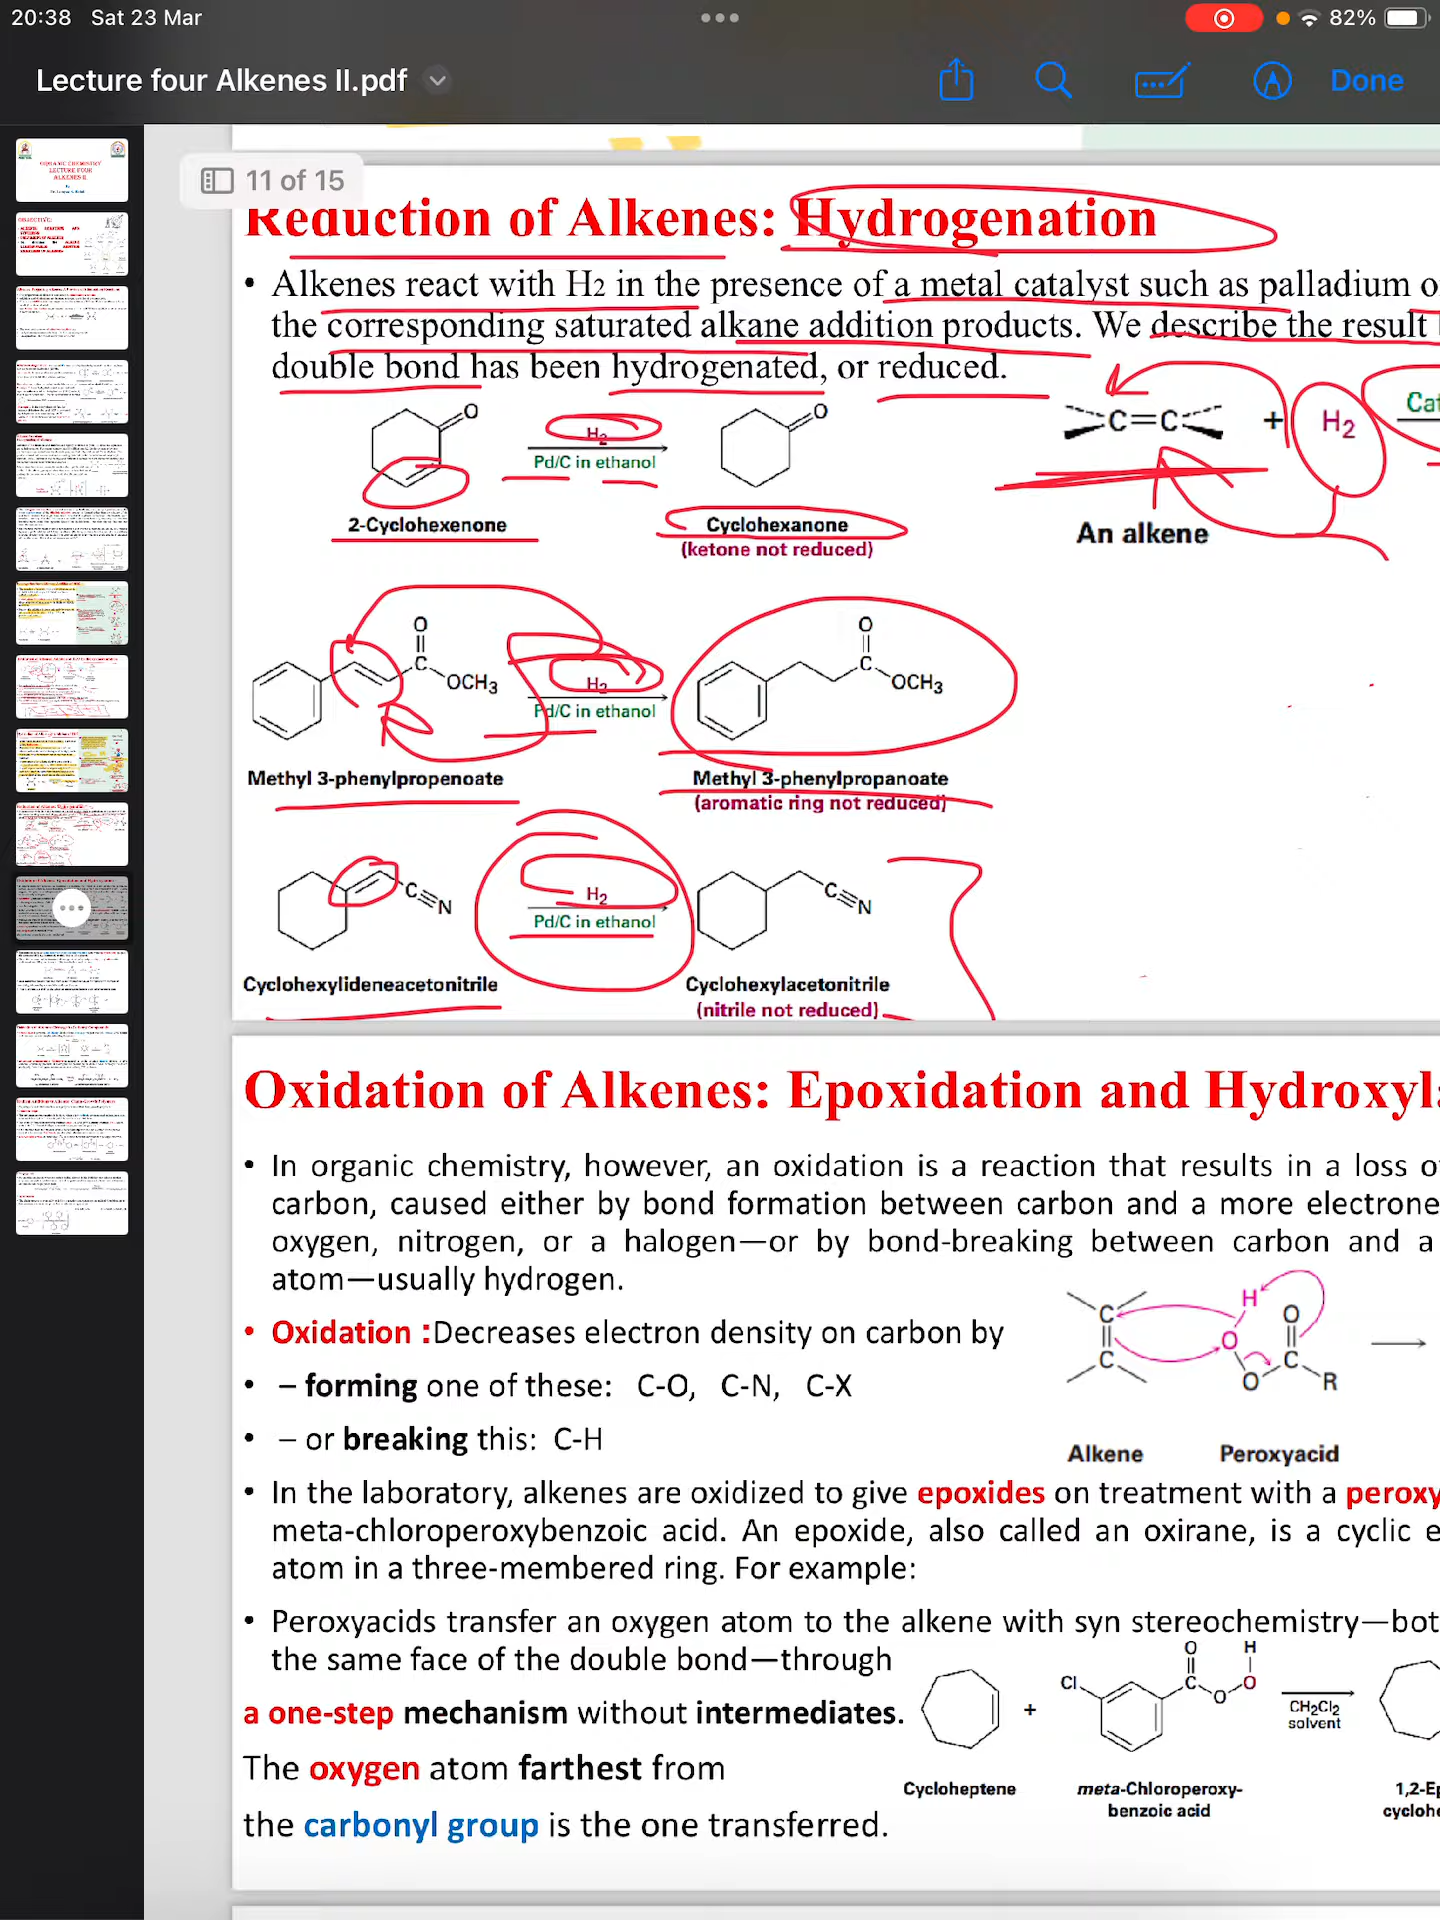 20:38 Sat 23 Mar
82%
Lecture four Alkenes II.pdf
Done
11 of 15
Reduction of Alkenes: Hydrogenation
• Alkenes react with H2 in the presence of a metal catalyst such as palladium o
the corresponding saturated alkane addition products. We describe the result
double bond has been hydrogenated, or reduced.
O
H2
Pd/C in ethanol
O
C=C
+
H2
Cat
2-Cyclohexenone
Cyclohexanone
(ketone not reduced)
An alkene
O
C
OCH3
H2
Pd/C in ethanol
O
C
OCH3
Methyl 3-phenylpropenoate
Methyl 3-phenylpropanoate
(aromatic ring not reduced)
C≡N
H2
Pd/C in ethanol
C≡N
Cyclohexylideneacetonitrile
Cyclohexylacetonitrile
(nitrile not reduced)
Oxidation of Alkenes: Epoxidation and Hydroxyl
• In organic chemistry, however, an oxidation is a reaction that results in a loss o
carbon, caused either by bond formation between carbon and a more electrone
oxygen, nitrogen, or a halogen—or by bond-breaking between carbon and a
atom—usually hydrogen.
• Oxidation :Decreases electron density on carbon by
• – forming one of these: C-O, C-N, C-X
• – or breaking this: C-H
C
C
H
O
O
O
C
R
Alkene
Peroxyacid
• In the laboratory, alkenes are oxidized to give epoxides on treatment with a peroxy
meta-chloroperoxybenzoic acid. An epoxide, also called an oxirane, is a cyclic e
atom in a three-membered ring. For example:
• Peroxyacids transfer an oxygen atom to the alkene with syn stereochemistry—bot
the same face of the double bond—through
a one-step mechanism without intermediates.
The oxygen atom farthest from
the carbonyl group is the one transferred.
+
Cl
O
C
O
O
H
CH2Cl2
solvent
Cycloheptene
meta-Chloroperoxy-
benzoic acid
1,2-Ep
cyclohe